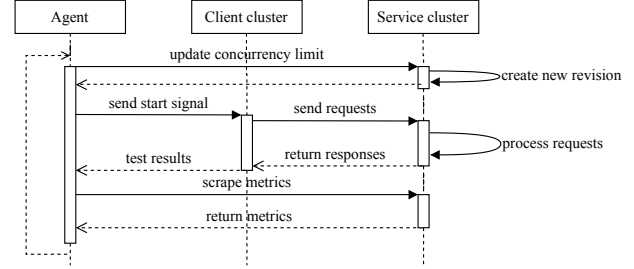 Agent
Client cluster
Service cluster
update concurrency limit
create new revision
send start signal
send requests
process requests
return responses
test results
scrape metrics
return metrics